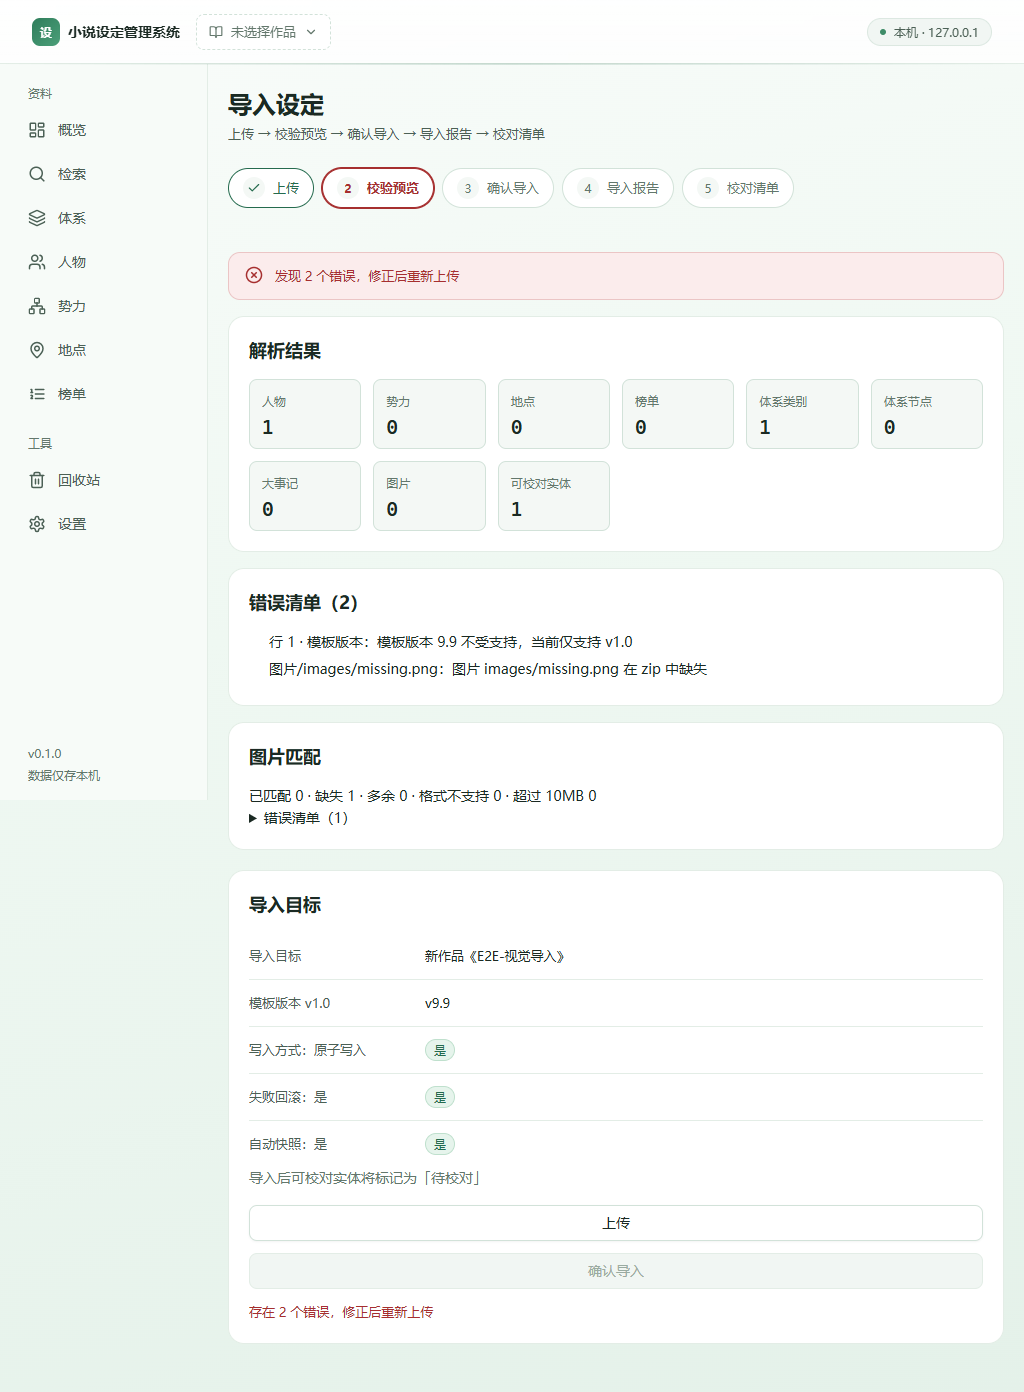 设 小说设定管理系统 未选择作品 本机 · 127.0.0.1
资料
概览
检索
体系
人物
势力
地点
榜单
工具
回收站
设置
v0.1.0
数据仅存本机
导入设定
上传 → 校验预览 → 确认导入 → 导入报告 → 校对清单
上传 2 校验预览 3 确认导入 4 导入报告 5 校对清单
发现 2 个错误，修正后重新上传
解析结果
人物 势力 地点 榜单 体系类别 体系节点
1 0 0 0 1 0
大事记 图片 可校对实体
0 0 1
错误清单（2）
行 1 · 模板版本：模板版本 9.9 不受支持，当前仅支持 v1.0
图片/images/missing.png：图片 images/missing.png 在 zip 中缺失
图片匹配
已匹配 0 · 缺失 1 · 多余 0 · 格式不支持 0 · 超过 10MB 0
错误清单（1）
导入目标
导入目标 新作品《E2E-视觉导入》
模板版本 v1.0 v9.9
写入方式：原子写入 是
失败回滚：是 是
自动快照：是 是
导入后可校对实体将标记为「待校对」
上传
确认导入
存在 2 个错误，修正后重新上传